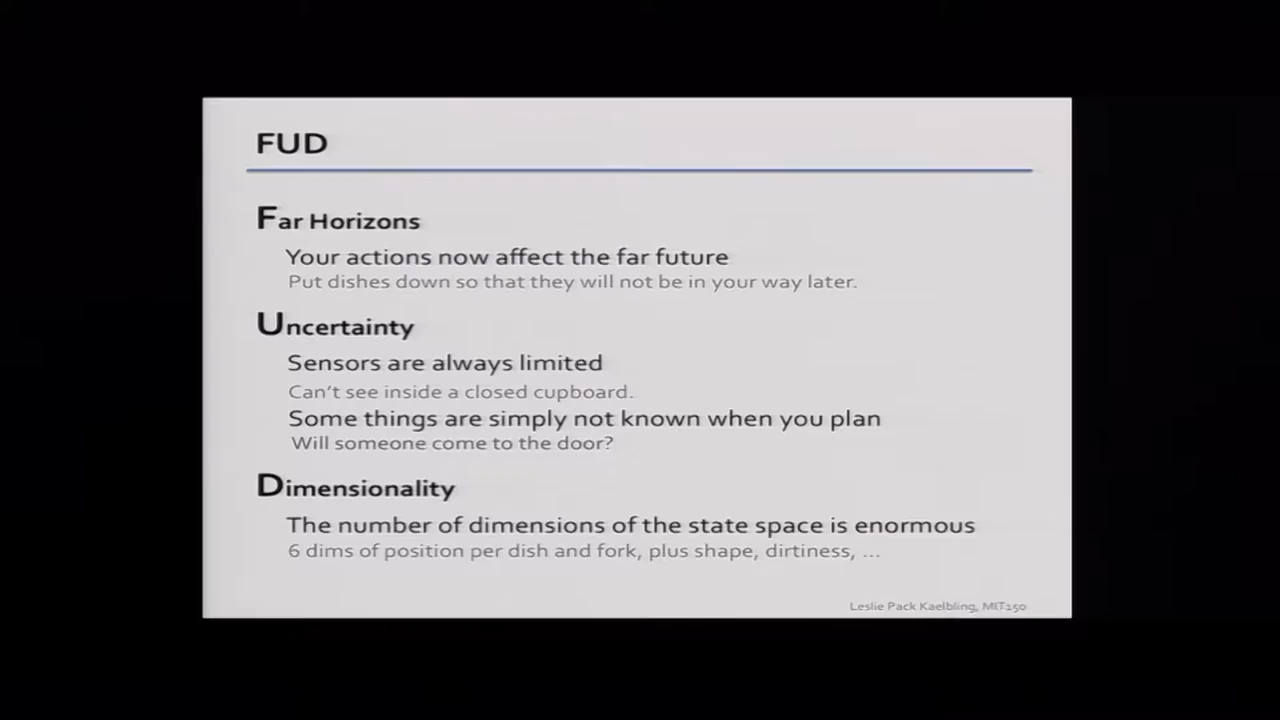 FUD
Far Horizons
Your actions now affect the far future
Put dishes down so that they will not be in your way later.
Uncertainty
Sensors are always limited
Can't see inside a closed cupboard.
Some things are simply not known when you plan
Will someone come to the door?
Dimensionality
The number of dimensions of the state space is enormous
6 dims of position per dish and fork, plus shape, dirtiness, ...
Leslie Pack Kaelbling, MIT150